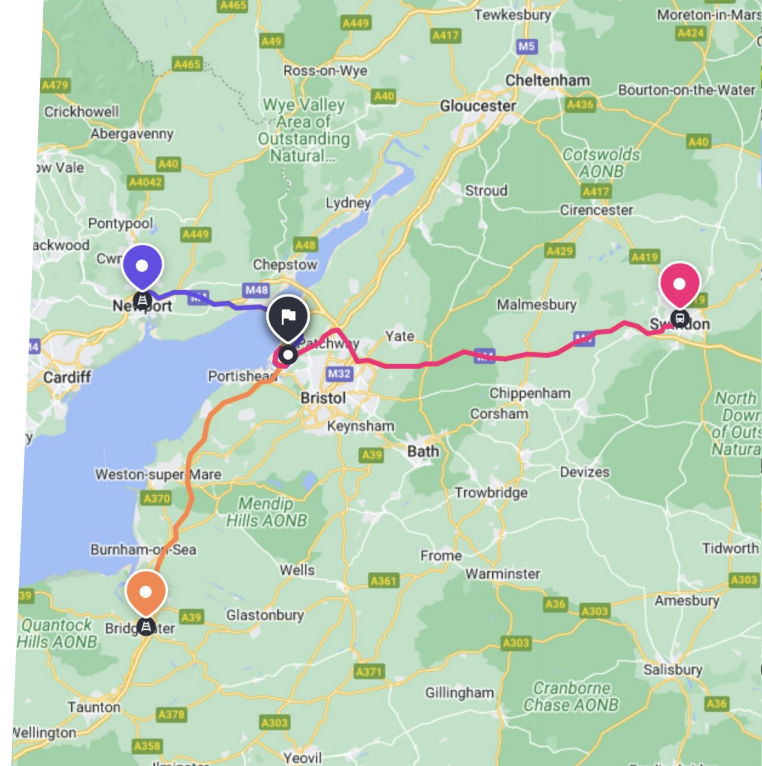 A465
Tewkesbury
Moreton-in-Mars
A449
A424
A49
A417
M5
A465
Ross-on-Wye
Cheltenham
A479
Bourton-on-the-Water
A40
Gloucester
A436
Crickhowell
Wye Valley
Area of
Outstanding
Natural...
Abergavenny
A40
Cotswolds
AONB
ow Vale
A40
A4042
Stroud
A417
Lydney
Cirencester
Pontypool
A449
ackwood
A48
A429
A419
Cwr
Chepstow
M48
Newport
Malmesbury
Swindon
Patchway
Yate
M4
Cardiff
Portishead
M32
Bristol
Chippenham
North
Down
of Outs
Natura
Corsham
Keynsham
A39
Bath
Weston-super-Mare
Devizes
A370
Trowbridge
Mendip
Hills AONB
Burnham-on-Sea
Frome
Tidworth
Wells
Warminster
A361
A303
39
A36
A303
Amesbury
A39
Glastonbury
Quantock
Hills AONB
Bridgwater
A303
A371
Salisbury
Gillingham
Cranborne
Chase AONB
Taunton
A378
A303
A36
Wellington
A358
Yeovil